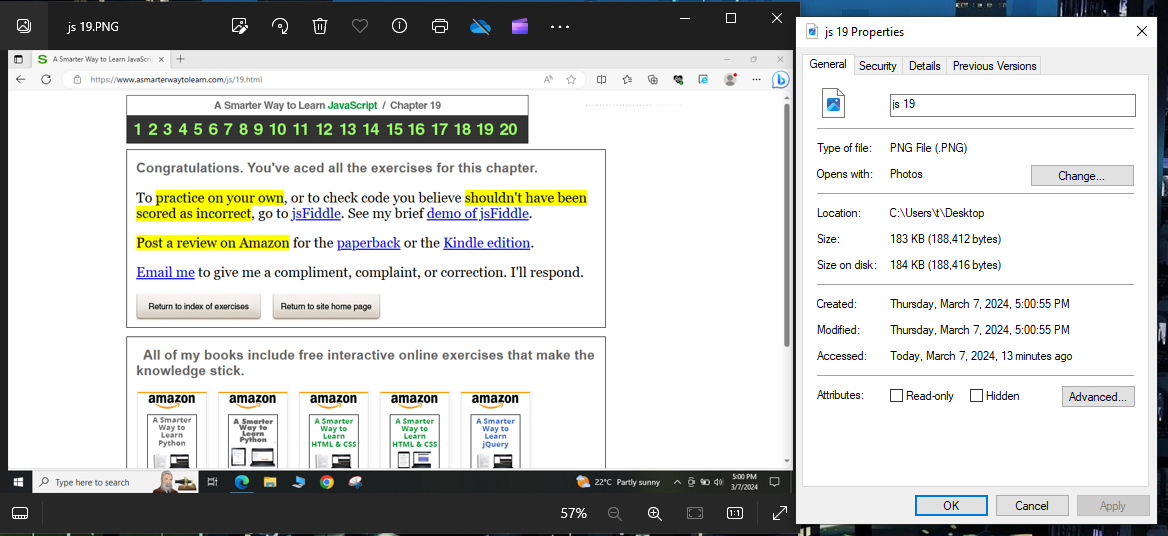 js 19.PNG
A Smarter Way to Learn JavaScrip
https://www.asmarterwaytolearn.com/js/19.html
A Smarter Way to Learn JavaScript / Chapter 19
1 2 3 4 5 6 7 8 9 10 11 12 13 14 15 16 17 18 19 20
Congratulations. You've aced all the exercises for this chapter.
To practice on your own, or to check code you believe shouldn't have been
scored as incorrect, go to jsFiddle. See my brief demo of jsFiddle.
Post a review on Amazon for the paperback or the Kindle edition.
Email me to give me a compliment, complaint, or correction. I'll respond.
Return to index of exercises
Return to site home page
All of my books include free interactive online exercises that make the
knowledge stick.
amazon amazon amazon amazon amazon
A Smarter
Way to
Learn
Python
A Smarter
Way to
Learn
Python
A Smarter
Way to
Learn
HTML & CSS
A Smarter
Way to
Learn
HTML & CSS
A Smarter
Way to
Learn
jQuery
Type here to search
22°C Partly sunny
5:00 PM
3/7/2024
57%
1:1
js 19 Properties
General Security Details Previous Versions
js 19
Type of file: PNG File (.PNG)
Opens with: Photos
Change...
Location: C:\Users\t\Desktop
Size: 183 KB (188,412 bytes)
Size on disk: 184 KB (188,416 bytes)
Created: Thursday, March 7, 2024, 5:00:55 PM
Modified: Thursday, March 7, 2024, 5:00:55 PM
Accessed: Today, March 7, 2024, 13 minutes ago
Attributes: Read-only Hidden Advanced...
OK Cancel Apply